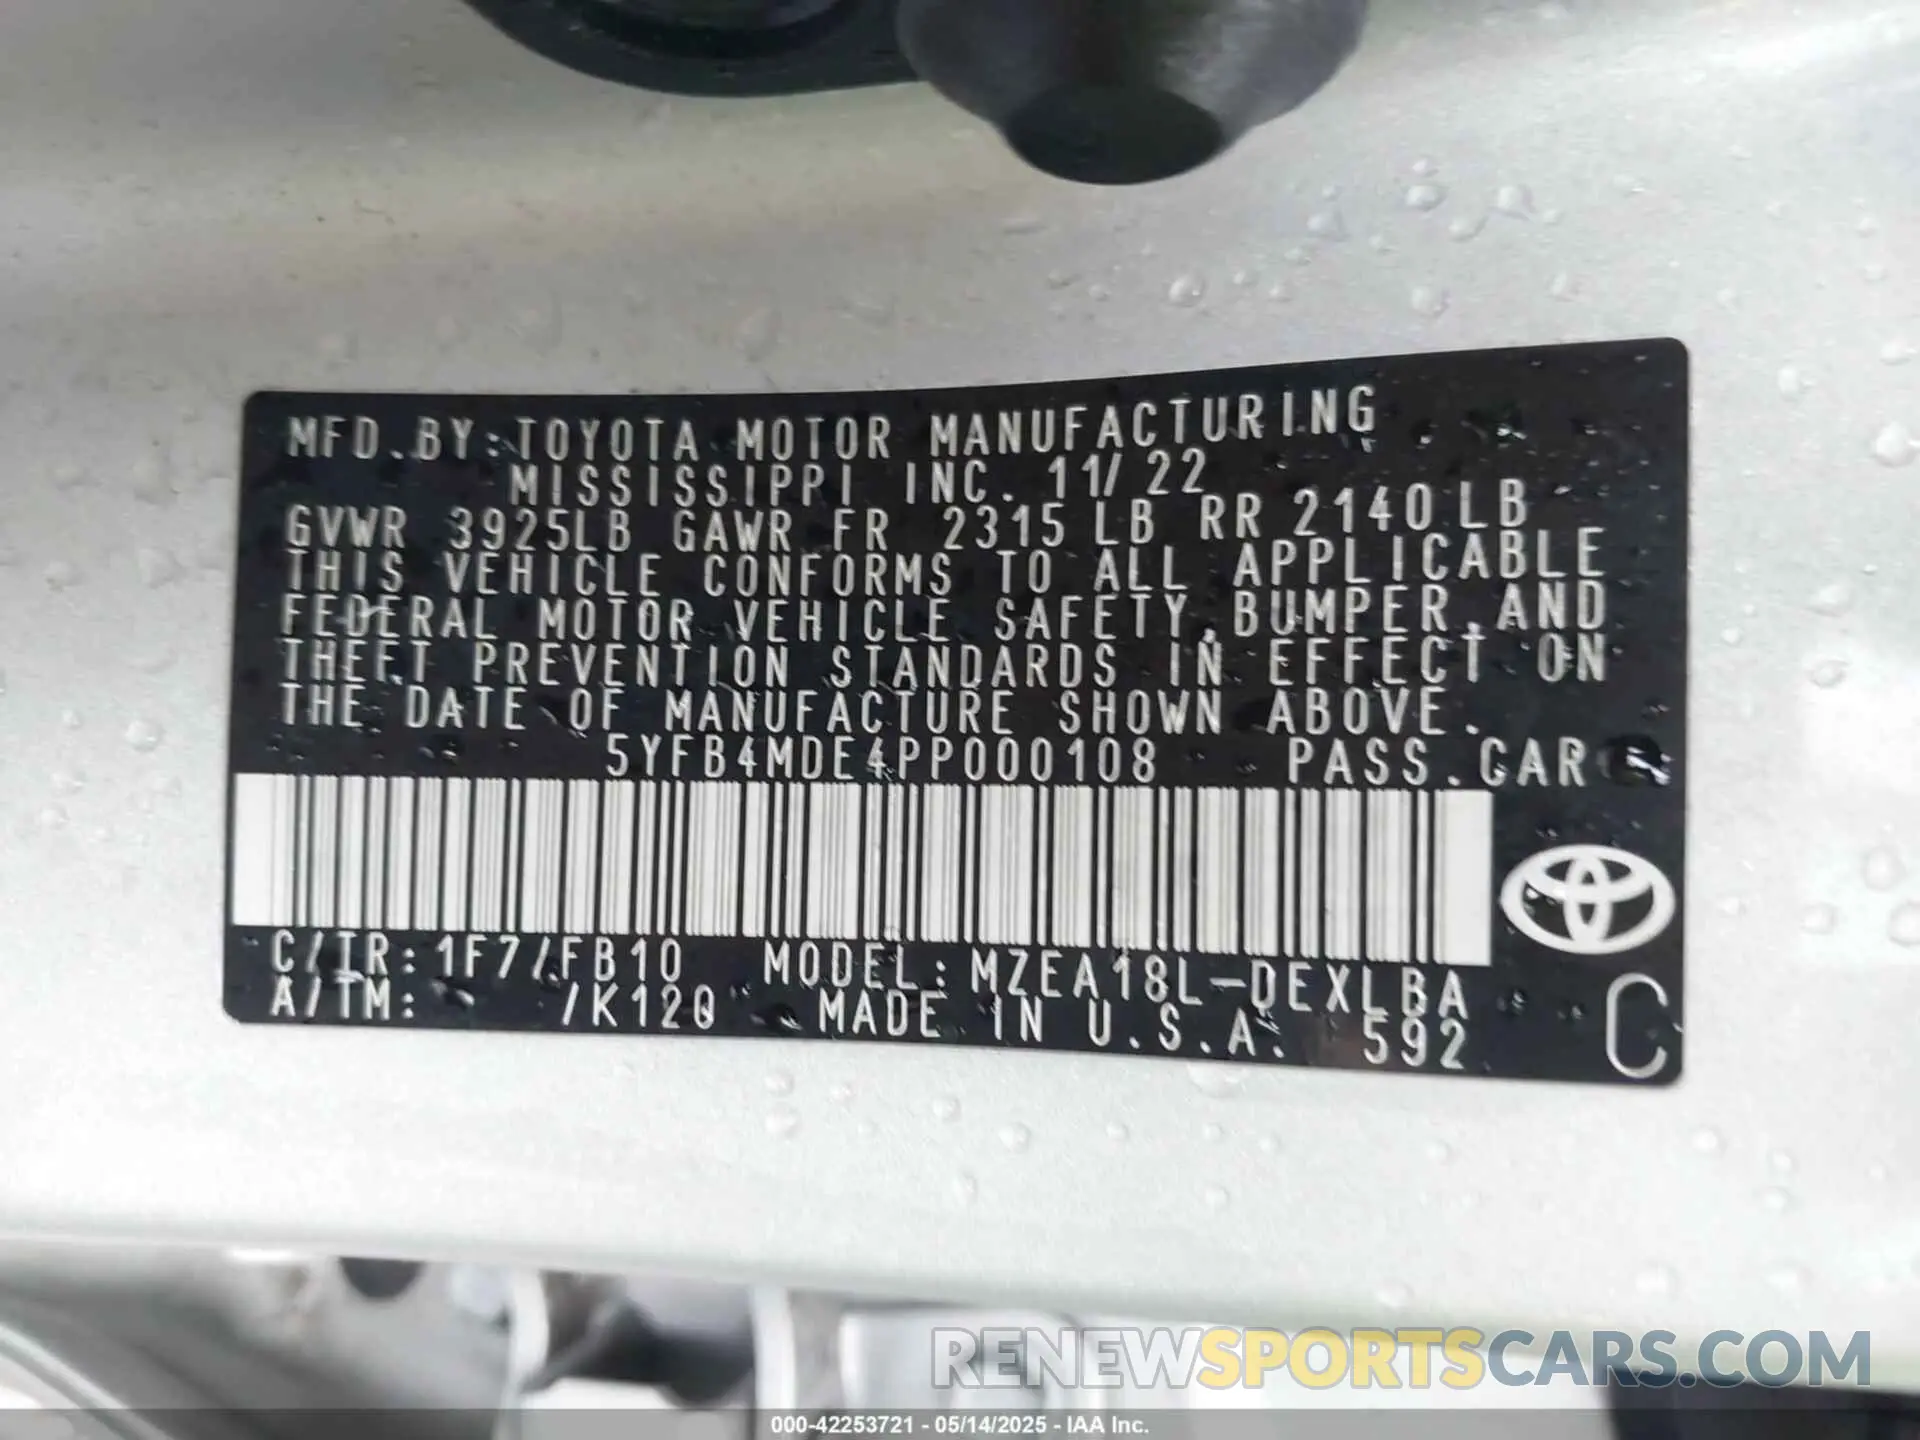 MFD.BY:TOYOTA MOTOR MANUFACTURING
MISSISSIPPI INC. 11/22
GVWR 3925LB GAWR FR 2315LB RR 2140LB
THIS VEHICLE CONFORMS TO ALL APPLICABLE
FEDERAL MOTOR VEHICLE SAFETY,BUMPER,AND
THEFT PREVENTION STANDARDS IN EFFECT ON
THE DATE OF MANUFACTURE SHOWN ABOVE.
5YFB4MDE4PP000108 PASS.CAR
C/TR:1F7/FB10 MODEL:MZEA18L-DEXLBA
A/TM: /K12Q MADE IN U.S.A. 592
C
RENEWSPORTSCARS.COM
000-42253721 - 05/14/2025 - IAA Inc.